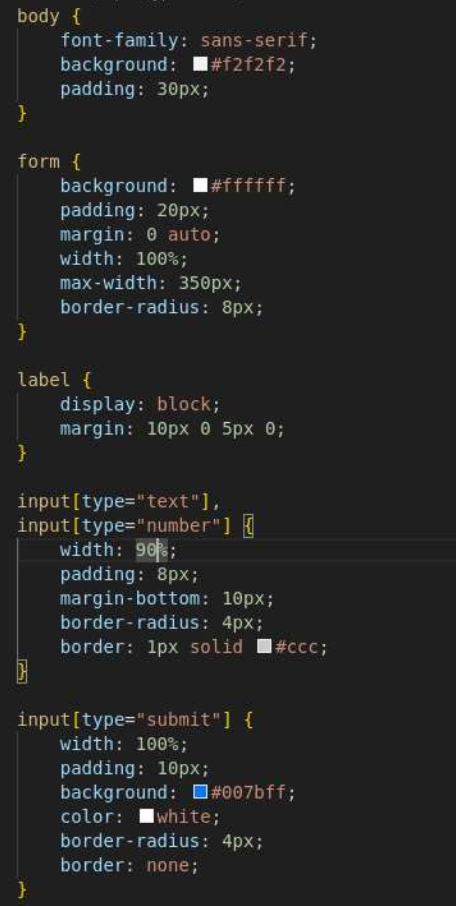 body {
    font-family: sans-serif;
    background: #f2f2f2;
    padding: 30px;
}

form {
    background: #ffffff;
    padding: 20px;
    margin: 0 auto;
    width: 100%;
    max-width: 350px;
    border-radius: 8px;
}

label {
    display: block;
    margin: 10px 0 5px 0;
}

input[type="text"],
input[type="number"] {
    width: 90%;
    padding: 8px;
    margin-bottom: 10px;
    border-radius: 4px;
    border: 1px solid #ccc;
}

input[type="submit"] {
    width: 100%;
    padding: 10px;
    background: #007bff;
    color: white;
    border-radius: 4px;
    border: none;
}